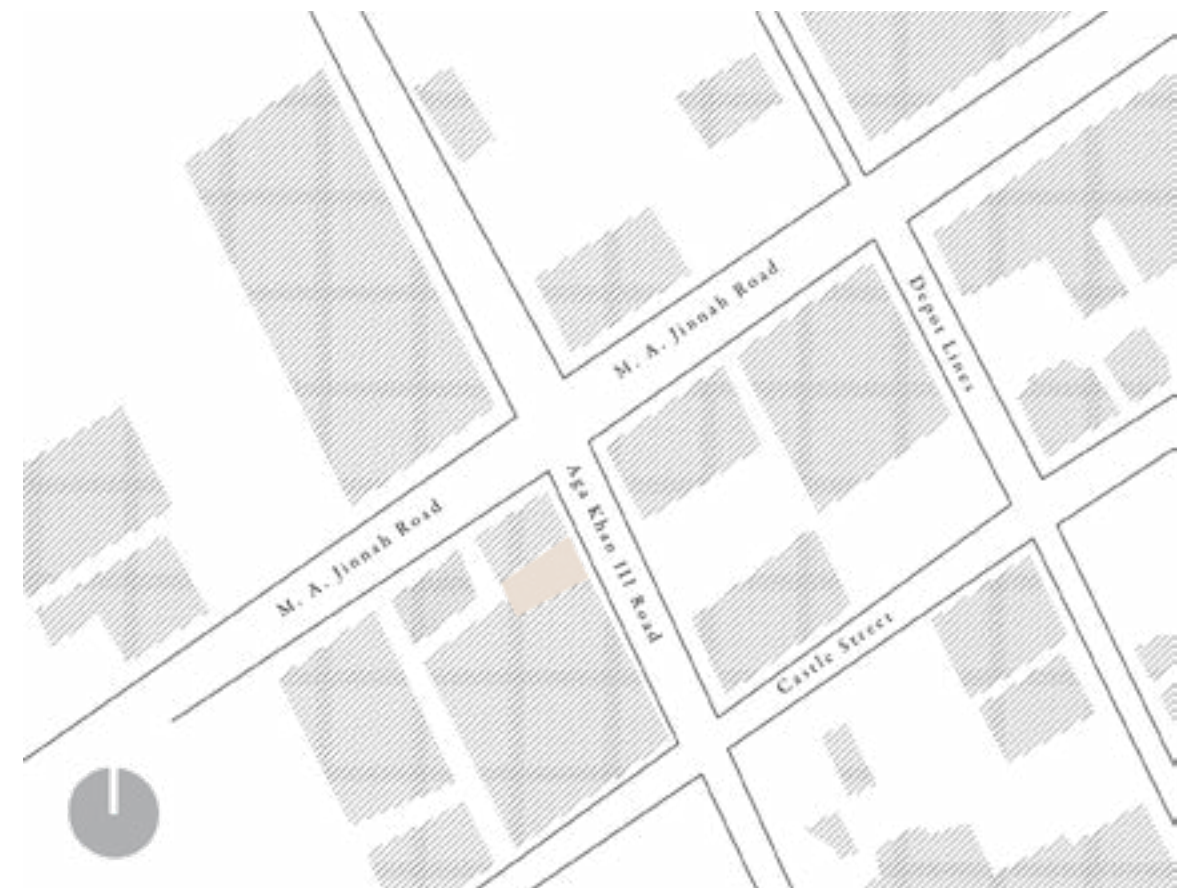 M. A. Jinnah Road
Depot Lines
M. A. Jinnah Road
Aga Khan III Road
Castle Street